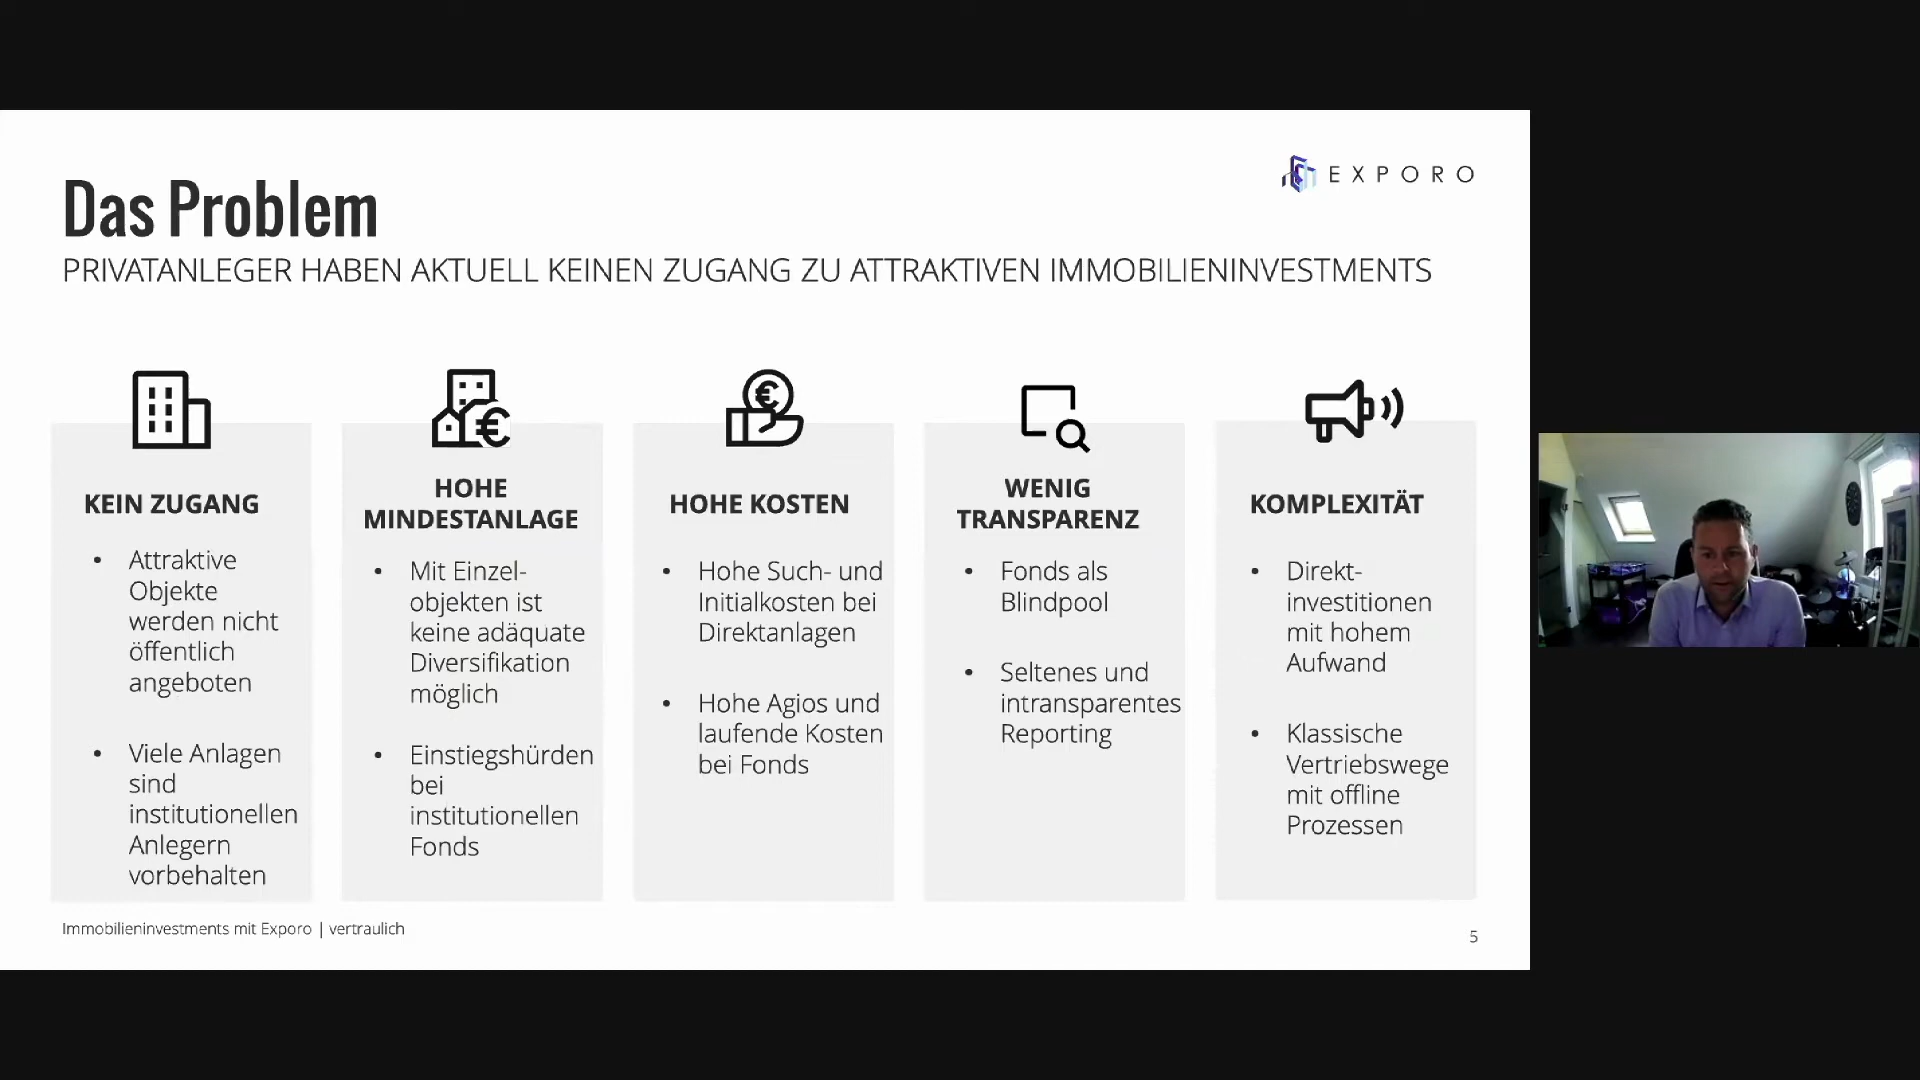 EXPORO
Das Problem
PRIVATANLEGER HABEN AKTUELL KEINEN ZUGANG ZU ATTRAKTIVEN IMMOBILIENINVESTMENTS
KEIN ZUGANG
• Attraktive
Objekte
werden nicht
öffentlich
angeboten
• Viele Anlagen
sind
institutionellen
Anlegern
vorbehalten
HOHE
MINDESTANLAGE
• Mit Einzel-
objekten ist
keine adäquate
Diversifikation
möglich
• Einstiegshürden
bei
institutionellen
Fonds
HOHE KOSTEN
• Hohe Such- und
Initialkosten bei
Direktanlagen
• Hohe Agios und
laufende Kosten
bei Fonds
WENIG
TRANSPARENZ
• Fonds als
Blindpool
• Seltenes und
intransparentes
Reporting
KOMPLEXITÄT
• Direkt-
investitionen
mit hohem
Aufwand
• Klassische
Vertriebswege
mit offline
Prozessen
Immobilieninvestments mit Exporo | vertraulich
5